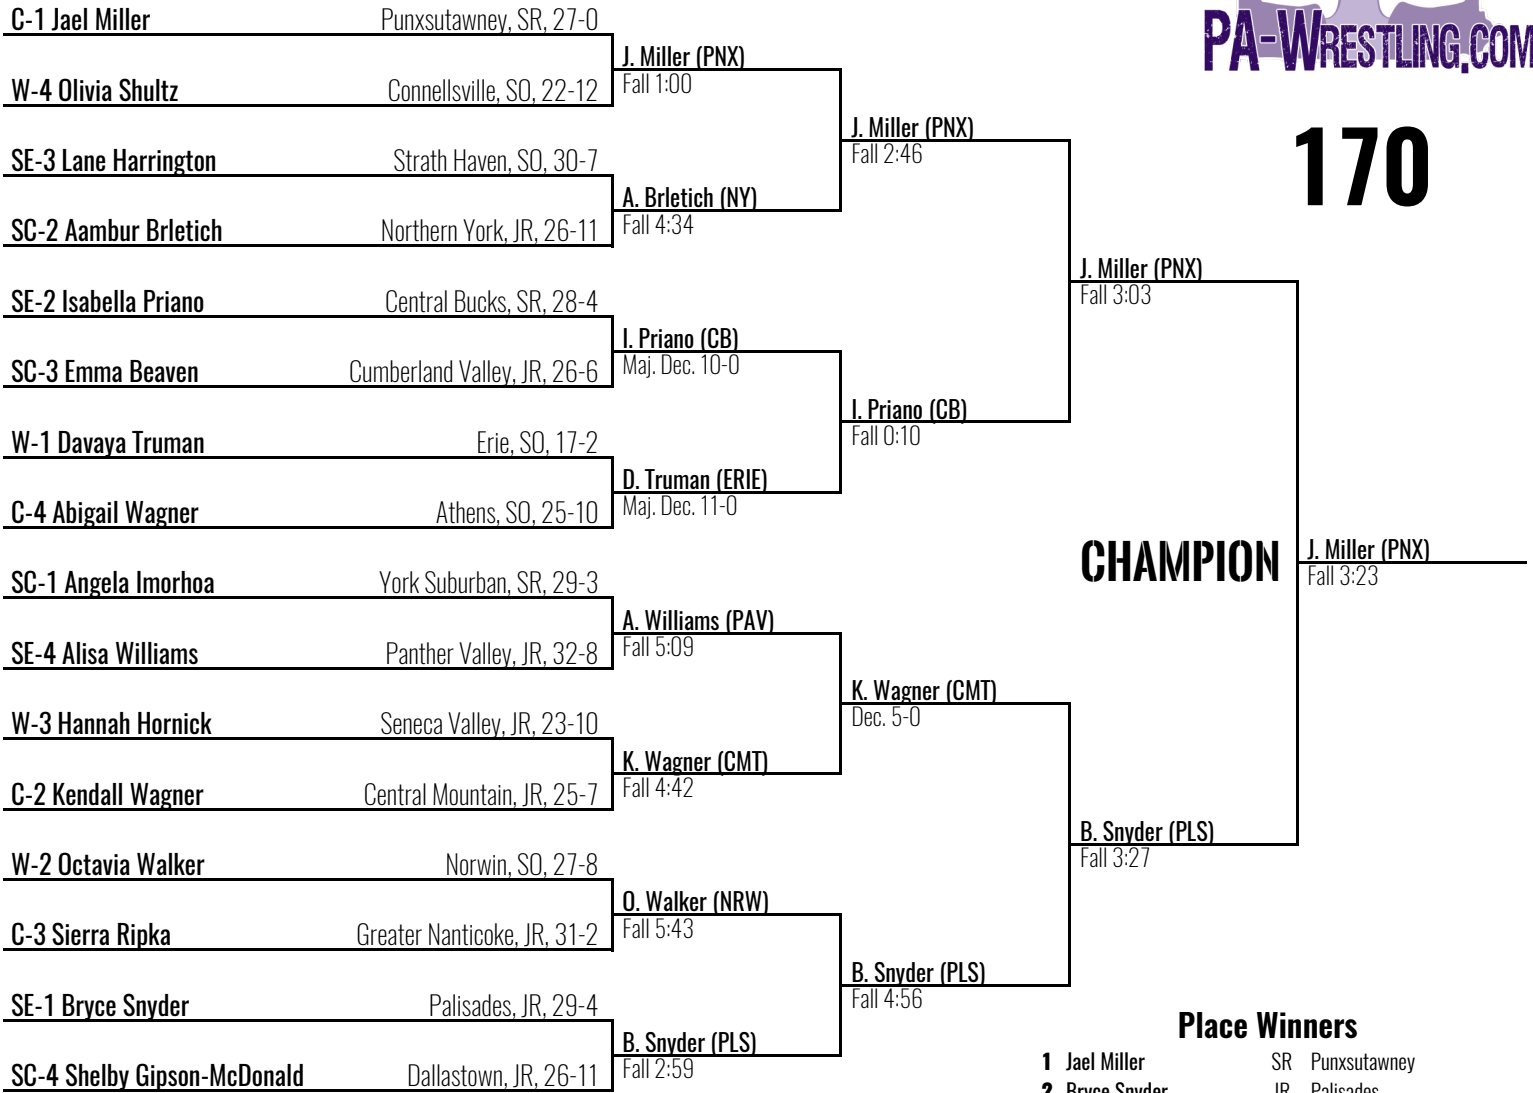 C-1 Jael Miller Punxsutawney, SR, 27-0
W-4 Olivia Shultz Connellsville, SO, 22-12
SE-3 Lane Harrington Strath Haven, SO, 30-7
SC-2 Aambur Brletich Northern York, JR, 26-11
SE-2 Isabella Priano Central Bucks, SR, 28-4
SC-3 Emma Beaven Cumberland Valley, JR, 26-6
W-1 Davaya Truman Erie, SO, 17-2
C-4 Abigail Wagner Athens, SO, 25-10
SC-1 Angela Imorhoa York Suburban, SR, 29-3
SE-4 Alisa Williams Panther Valley, JR, 32-8
W-3 Hannah Hornick Seneca Valley, JR, 23-10
C-2 Kendall Wagner Central Mountain, JR, 25-7
W-2 Octavia Walker Norwin, SO, 27-8
C-3 Sierra Ripka Greater Nanticoke, JR, 31-2
SE-1 Bryce Snyder Palisades, JR, 29-4
SC-4 Shelby Gipson-McDonald Dallastown, JR, 26-11
J. Miller (PNX)
Fall 1:00
A. Brletich (NY)
Fall 4:34
I. Priano (CB)
Maj. Dec. 10-0
D. Truman (ERIE)
Maj. Dec. 11-0
A. Williams (PAV)
Fall 5:09
K. Wagner (CMT)
Fall 4:42
O. Walker (NRW)
Fall 5:43
B. Snyder (PLS)
Fall 2:59
J. Miller (PNX)
Fall 2:46
I. Priano (CB)
Fall 0:10
K. Wagner (CMT)
Dec. 5-0
B. Snyder (PLS)
Fall 4:56
J. Miller (PNX)
Fall 3:03
B. Snyder (PLS)
Fall 3:27
PA-WRESTLING.COM
170
CHAMPION
J. Miller (PNX)
Fall 3:23
Place Winners
1 Jael Miller SR Punxsutawney
2 Bryce Snyder JR Palisades